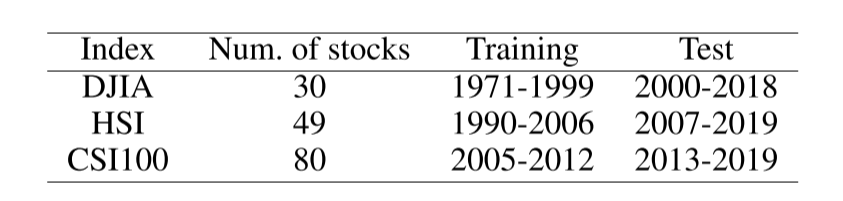 Index Num. of stocks Training Test
DJIA 30 1971-1999 2000-2018
HSI 49 1990-2006 2007-2019
CSI100 80 2005-2012 2013-2019